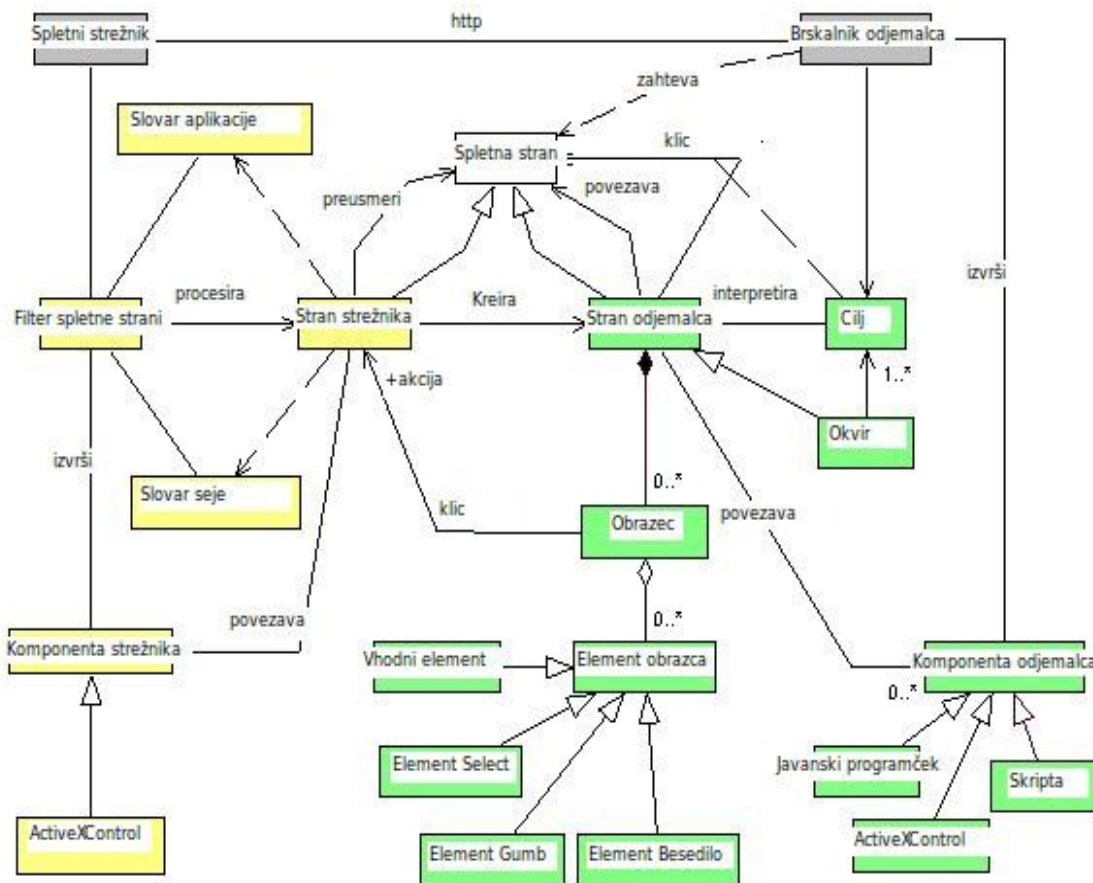 http
Spletni strežnik
Brskalnik odjemalca
zahteva
Slovar aplikacije
klic
Spletna stran
povezava
preusmeri
izvrši
procesira
Kreira
interpretira
Filter spletne strani
Stran strežnika
Stran odjemalca
Cilj
+akcija
1..*
Okvir
izvrši
0..*
Slovar seje
klic
Obrazec
povezava
povezava
0..*
Komponenta strežnika
Vhodni element
Element obrazca
Komponenta odjemalca
0..*
Element Select
Javanski programček
Skripta
ActiveXControl
Element Gumb
Element Besedilo
ActiveXControl